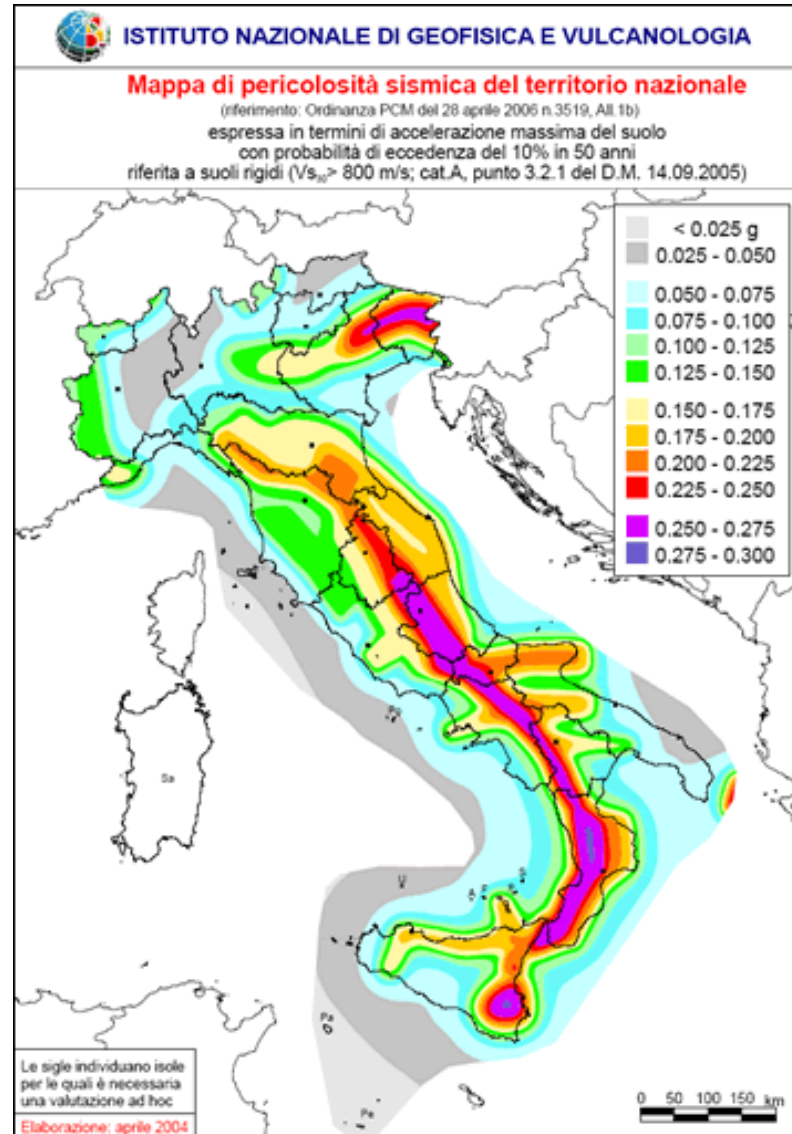 ISTITUTO NAZIONALE DI GEOFISICA E VULCANOLOGIA
Mappa di pericolosità sismica del territorio nazionale
(riferimento: Ordinanza PCM del 28 aprile 2006 n.3519, All.1b)
espressa in termini di accelerazione massima del suolo
con probabilità di eccedenza del 10% in 50 anni
riferita a suoli rigidi (Vs₃₀> 800 m/s; cat.A, punto 3.2.1 del D.M. 14.09.2005)
< 0.025 g
0.025 - 0.050
0.050 - 0.075
0.075 - 0.100
0.100 - 0.125
0.125 - 0.150
0.150 - 0.175
0.175 - 0.200
0.200 - 0.225
0.225 - 0.250
0.250 - 0.275
0.275 - 0.300
Sa
U
A
S
Pa
Pe
Le sigle individuano isole
per le quali è necessaria
una valutazione ad hoc
Elaborazione: aprile 2004
0 50 100 150 km